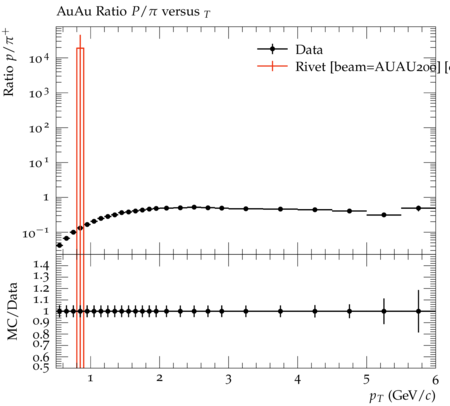 AuAu Ratio P/π versus T
Ratio p/π⁺
10⁴
10³
10²
10¹
1
10⁻¹
Data
Rivet [beam=AUAU200] [
MC/Data
1.4
1.3
1.2
1.1
1
0.9
0.8
0.7
0.6
0.5
1 2 3 4 5 6
p_T (GeV/c)